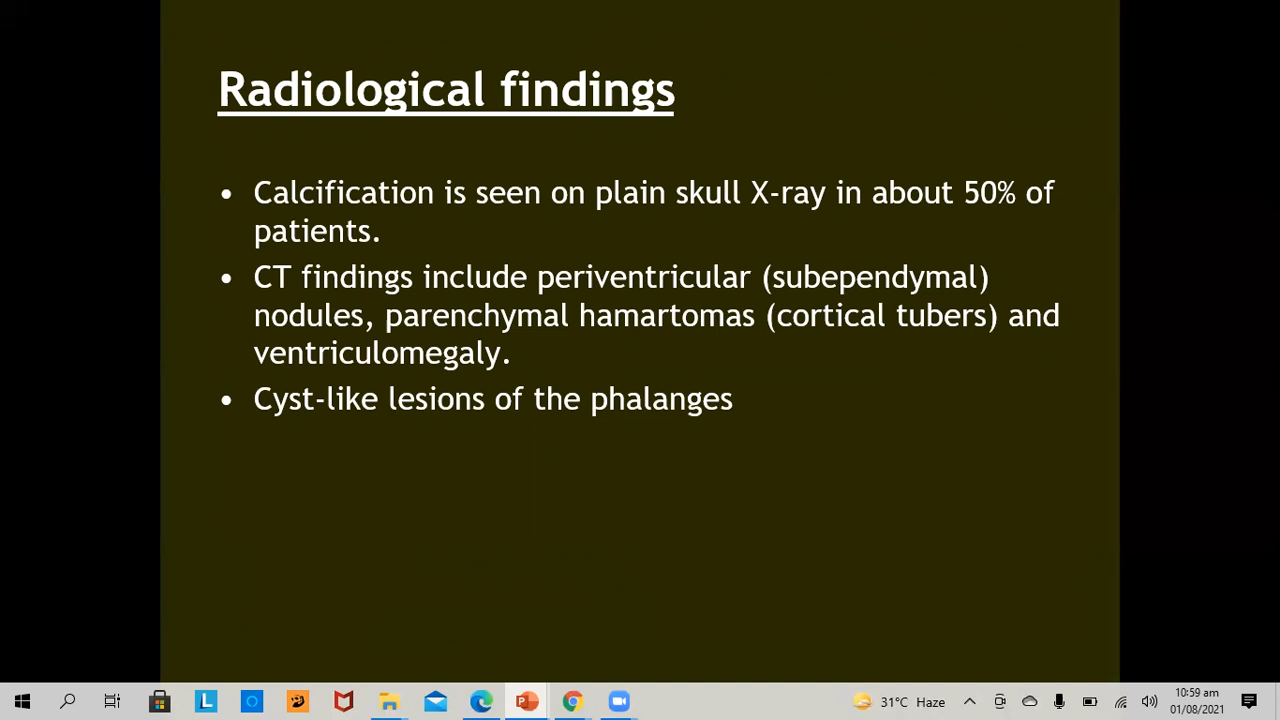 Radiological findings
• Calcification is seen on plain skull X-ray in about 50% of
patients.
• CT findings include periventricular (subependymal)
nodules, parenchymal hamartomas (cortical tubers) and
ventriculomegaly.
• Cyst-like lesions of the phalanges
L
31°C Haze
10:59 am
01/08/2021